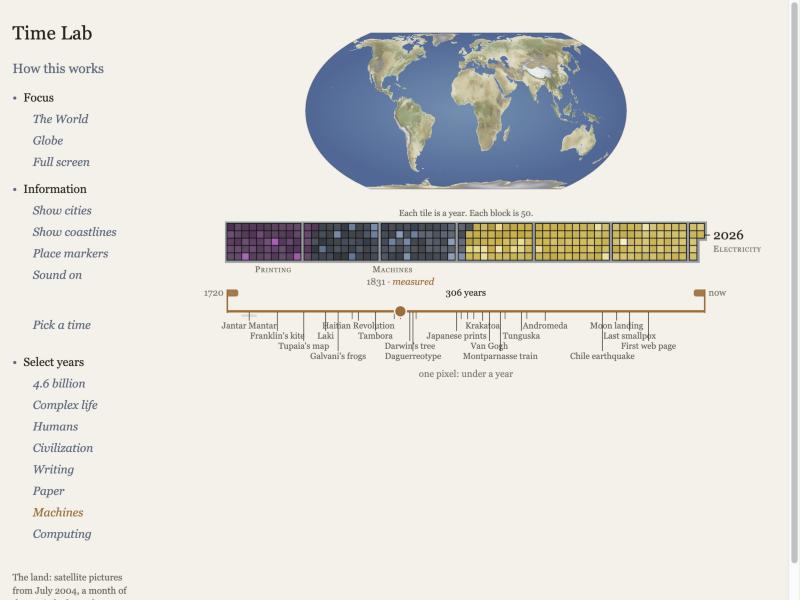 Time Lab
How this works
• Focus
The World
Globe
Full screen
• Information
Show cities
Show coastlines
Place markers
Sound on
Pick a time
• Select years
4.6 billion
Complex life
Humans
Civilization
Writing
Paper
Machines
Computing
The land: satellite pictures
from July 2004, a month of
Each tile is a year. Each block is 50.
2026
Electricity
Printing
Machines
1831 · measured
1720
306 years
now
Jantar Mantar
Haitian Revolution
Krakatoa
Andromeda
Moon landing
Franklin's kite
Laki
Tambora
Japanese prints
Tunguska
Last smallpox
Tupaia's map
Darwin's tree
Van Gogh
First web page
Galvani's frogs
Daguerreotype
Montparnasse train
Chile earthquake
one pixel: under a year